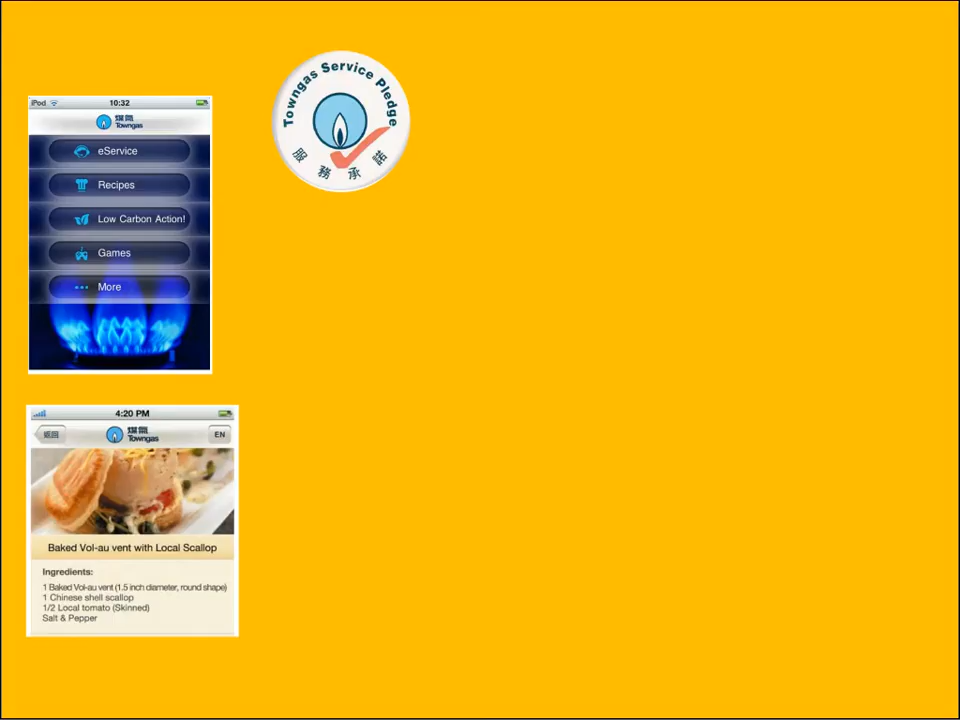 iPod
10:32
煤氣
Towngas
eService
Recipes
Low Carbon Action!
Games
More
Towngas Service Pledge
服務承諾
4:20 PM
返回
煤氣
Towngas
EN
Baked Vol-au vent with Local Scallop
Ingredients:
1 Baked Vol-au vent (1.5 inch diameter, round shape)
1 Chinese shell scallop
1/2 Local tomato (Skinned)
Salt & Pepper